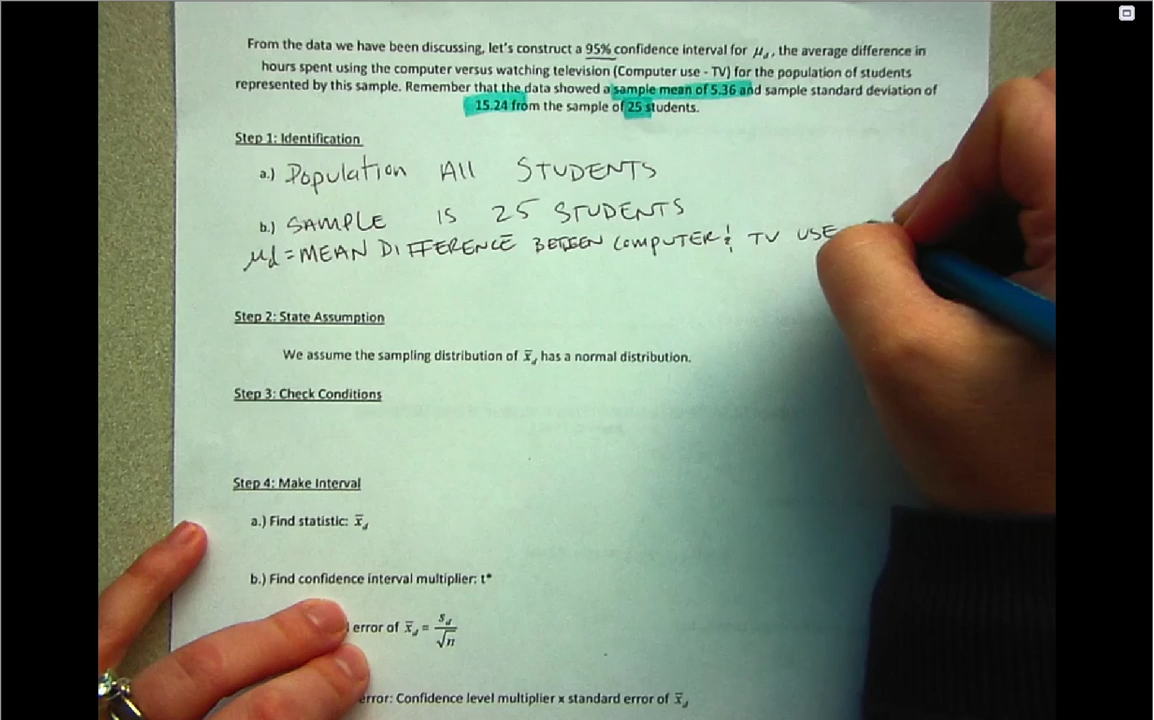 From the data we have been discussing, let's construct a 95% confidence interval for μd, the average difference in
hours spent using the computer versus watching television (Computer use - TV) for the population of students
represented by this sample. Remember that the data showed a sample mean of 5.36 and sample standard deviation of
15.24 from the sample of 25 students.
Step 1: Identification
a.) Population All STUDENTS
b.) SAMPLE IS 25 STUDENTS
μd = MEAN DIFFERENCE BETEEN COMPUTER & TV USE
Step 2: State Assumption
We assume the sampling distribution of x̄d has a normal distribution.
Step 3: Check Conditions
Step 4: Make Interval
a.) Find statistic: x̄d
b.) Find confidence interval multiplier: t*
error of x̄d = sd/√n
error: Confidence level multiplier x standard error of x̄d